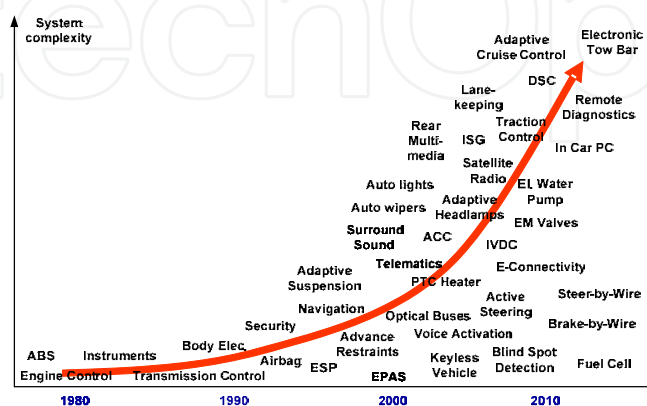 System
complexity
Adaptive
Cruise Control
Electronic
Tow Bar
DSC
Lane-
keeping
Remote
Diagnostics
Rear
Multi-
media
ISG
Traction
Control
In Car PC
Satellite
Radio
Auto lights
EL Water
Pump
Auto wipers
Adaptive
Headlamps
EM Valves
Surround
Sound
ACC
IVDC
Telematics
E-Connectivity
Adaptive
Suspension
PTC Heater
Active
Steering
Steer-by-Wire
Navigation
Optical Buses
Security
Voice Activation
Brake-by-Wire
Advance
Restraints
Body Elec.
ABS
Instruments
Airbag
ESP
Keyless
Vehicle
Blind Spot
Detection
Fuel Cell
Engine Control
Transmission Control
EPAS
1980
1990
2000
2010